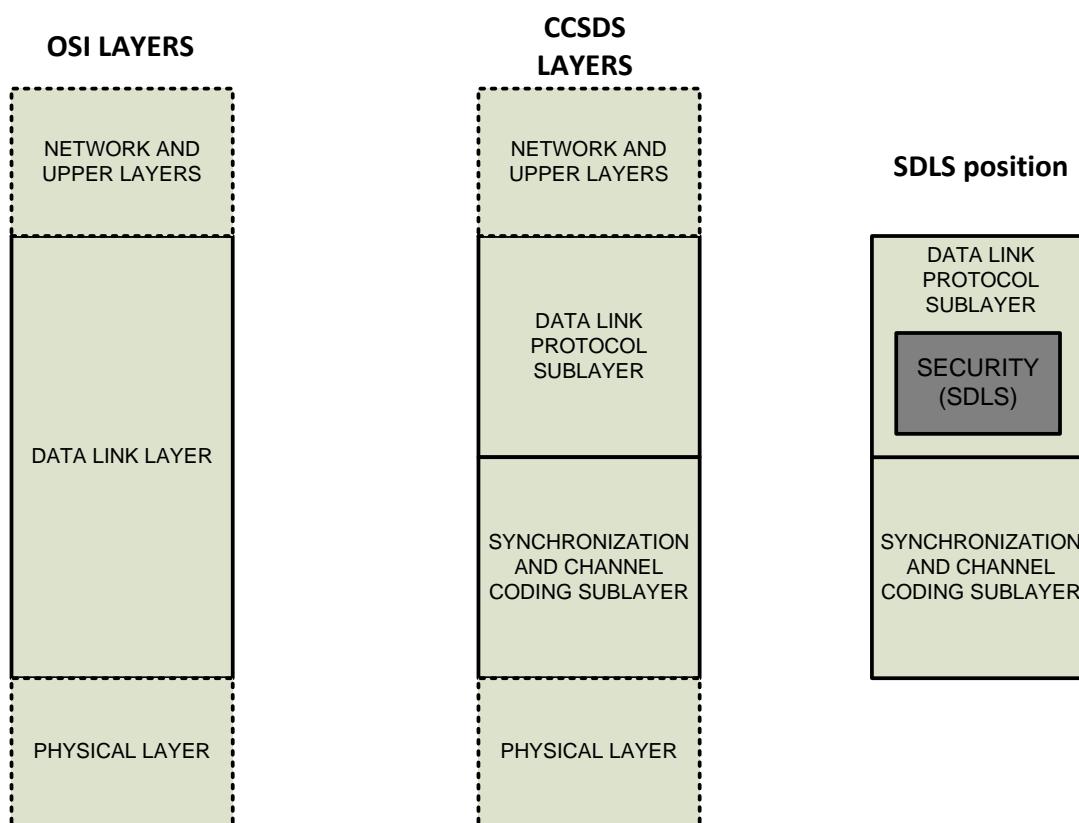 OSI LAYERS
NETWORK AND
UPPER LAYERS
DATA LINK LAYER
PHYSICAL LAYER
CCSDS
LAYERS
NETWORK AND
UPPER LAYERS
DATA LINK
PROTOCOL
SUBLAYER
SYNCHRONIZATION
AND CHANNEL
CODING SUBLAYER
PHYSICAL LAYER
SDLS position
DATA LINK
PROTOCOL
SUBLAYER
SECURITY
(SDLS)
SYNCHRONIZATION
AND CHANNEL
CODING SUBLAYER